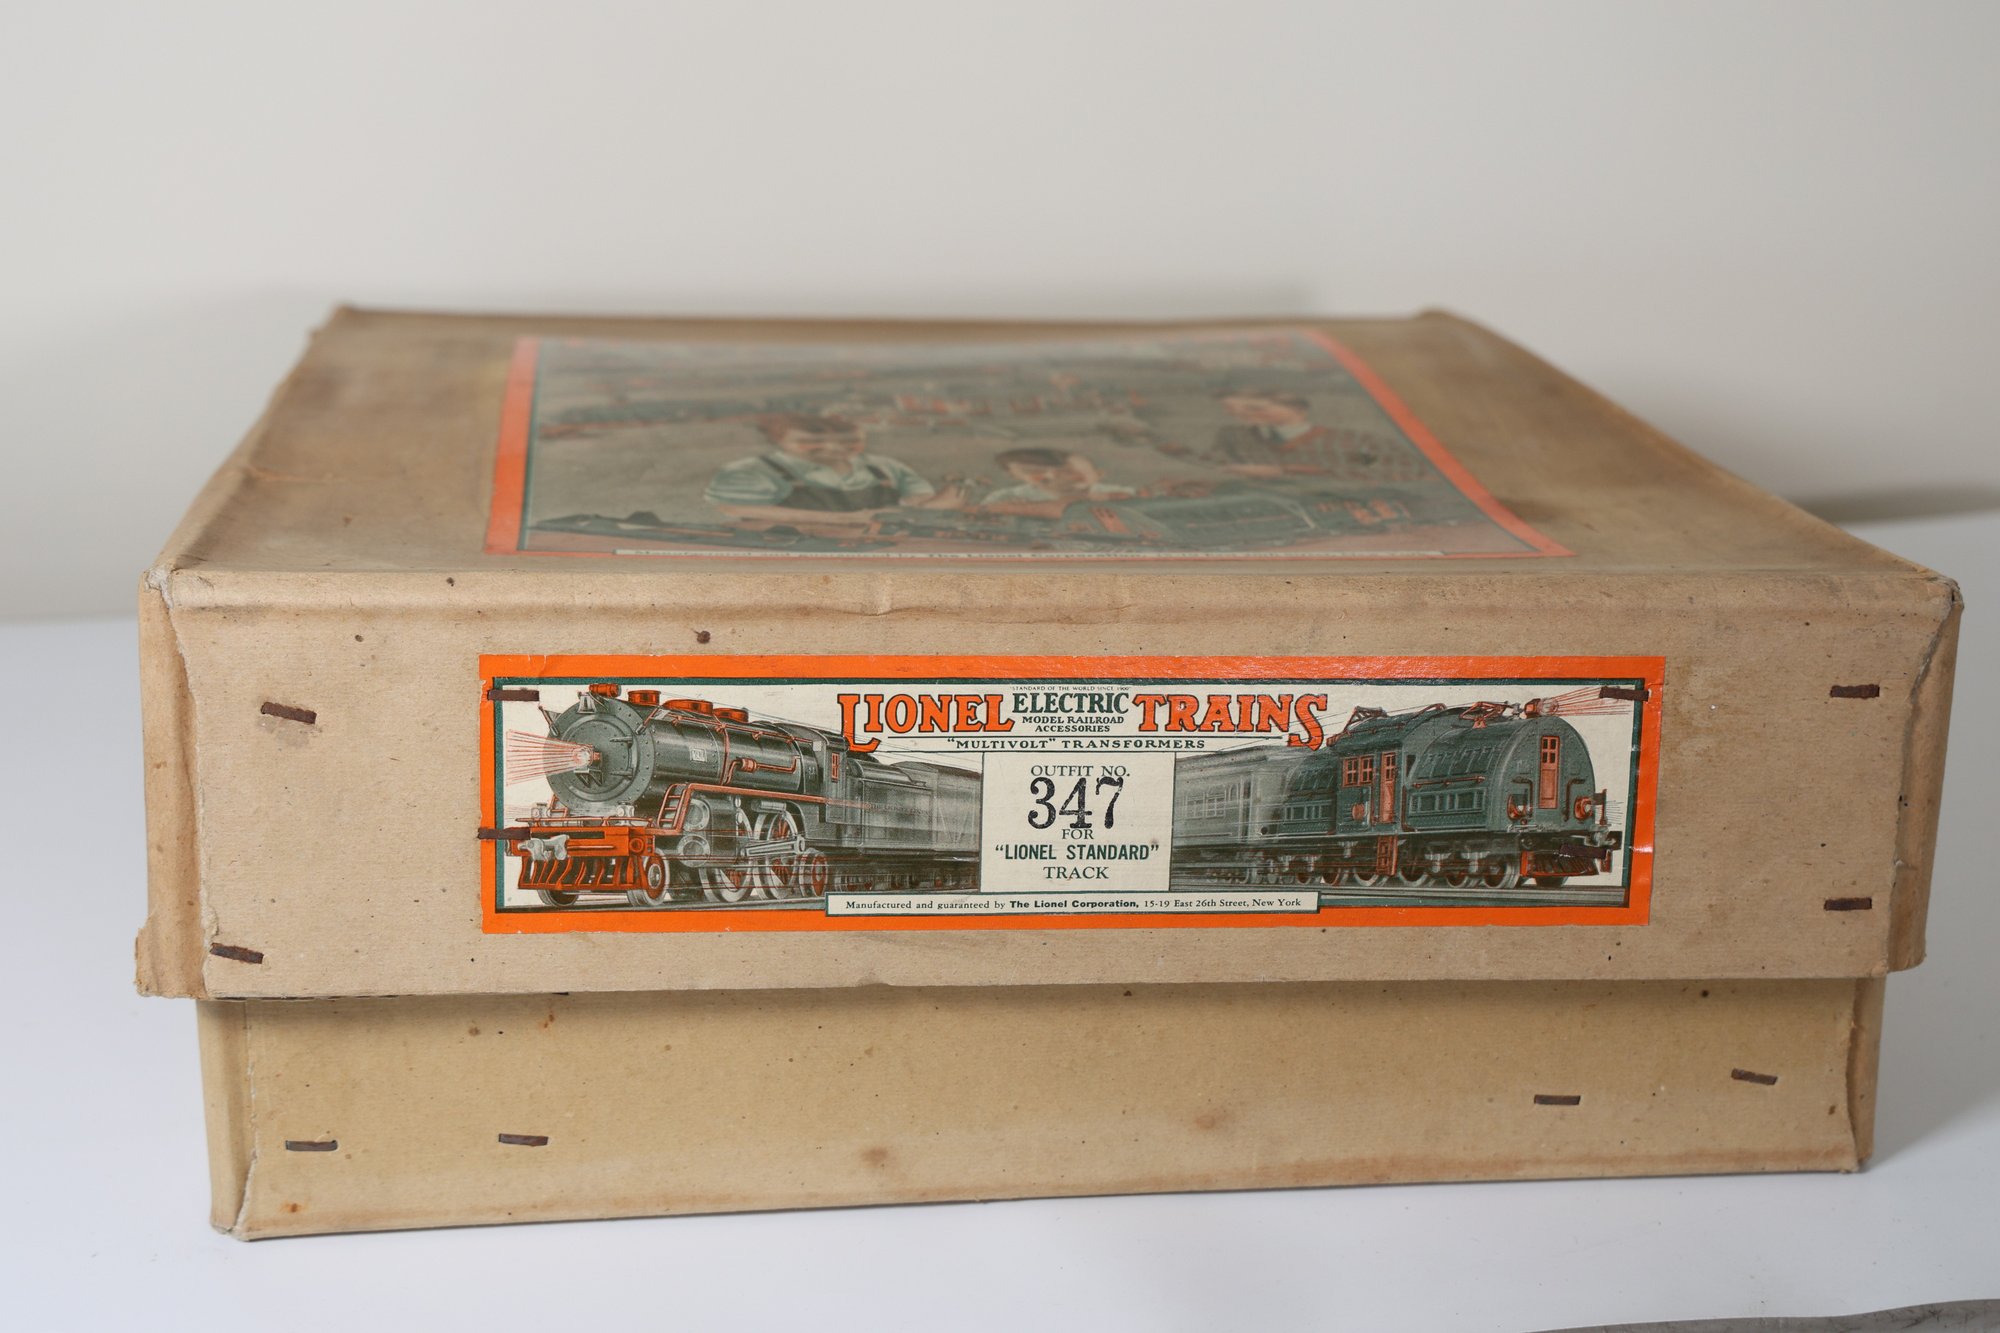 "STANDARD OF THE WORLD SINCE 1900"
LIONEL ELECTRIC TRAINS
MODEL RAILROAD
ACCESSORIES
"MULTIVOLT" TRANSFORMERS
OUTFIT NO.
347
FOR
"LIONEL STANDARD"
TRACK
Manufactured and guaranteed by The Lionel Corporation, 15-19 East 26th Street, New York